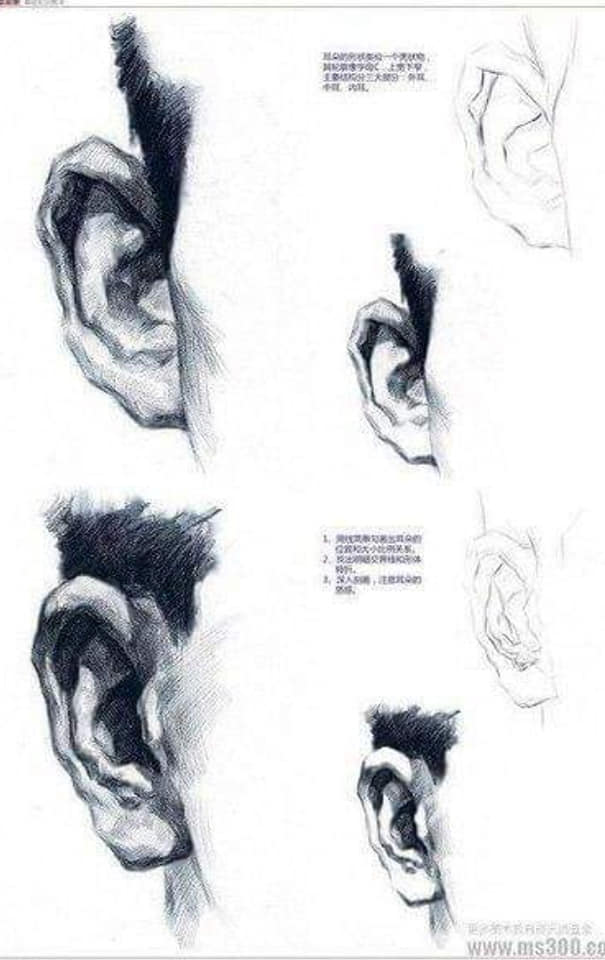 耳朵的形状类似一个贝状物，
其轮廓像字母C，上宽下窄，
主要结构分三大部分：外耳、
中耳、内耳。
1、用线简单勾画出耳朵的
位置和大小比例关系。
2、找出明暗交界线和形体
转折。
3、深入刻画，注意耳朵的
质感。
www.ms300.co